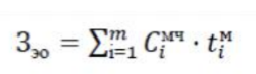 З_эо = ∑_{i=1}^{m} C_i^{мч} · t_i^{м}